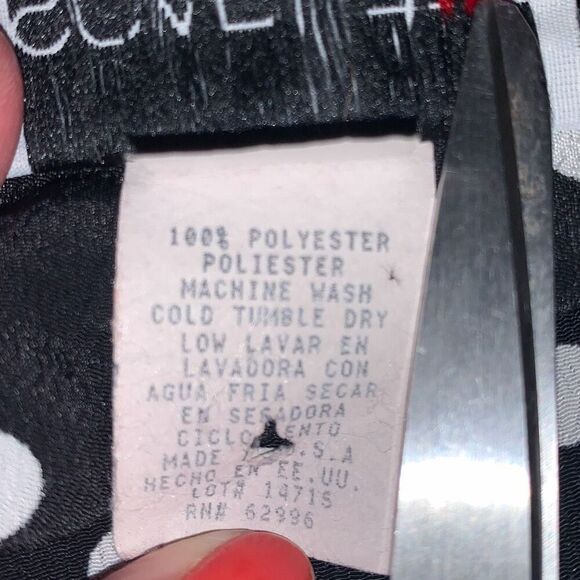 100% POLYESTER
POLIESTER
MACHINE WASH
COLD TUMBLE DRY
LOW LAVAR EN
LAVADORA CON
AGUA FRIA SECAR
EN SECADORA
MADE S.A
HECHO EN EE.UU.
LOT# 14715
RN# 62996